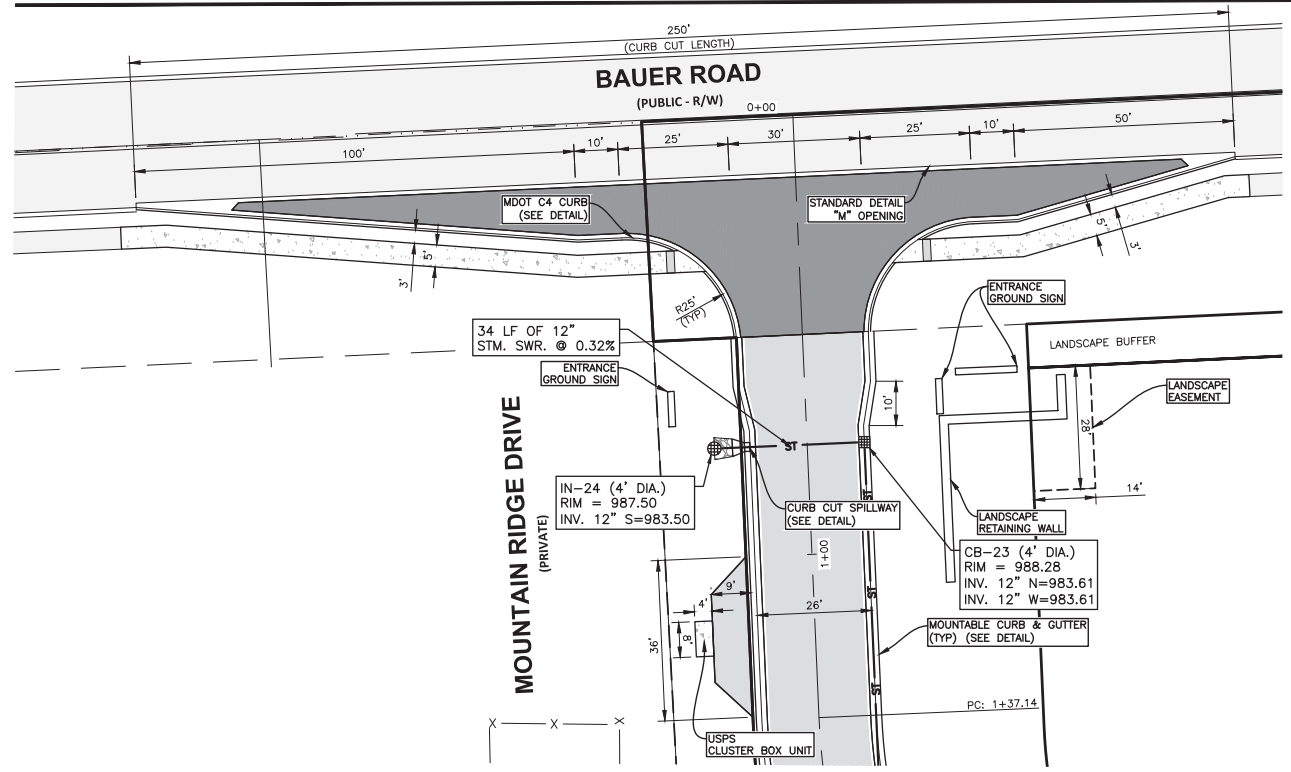 250'
(CURB CUT LENGTH)
BAUER ROAD
(PUBLIC - R/W)
0+00
100'
10'
25'
30'
25'
10'
50'
MDOT C4 CURB
(SEE DETAIL)
STANDARD DETAIL
"M" OPENING
3'
5'
5'
3'
R25'
(TYP)
ENTRANCE
GROUND SIGN
34 LF OF 12"
STM. SWR. @ 0.32%
LANDSCAPE BUFFER
ENTRANCE
GROUND SIGN
LANDSCAPE
EASEMENT
10'
28'
MOUNTAIN RIDGE DRIVE
(PRIVATE)
ST
ST
IN-24 (4' DIA.)
RIM = 987.50
INV. 12" S=983.50
CURB CUT SPILLWAY
(SEE DETAIL)
14'
LANDSCAPE
RETAINING WALL
1+00
CB-23 (4' DIA.)
RIM = 988.28
INV. 12" N=983.61
INV. 12" W=983.61
9'
4'
26'
ST
8'
36'
MOUNTABLE CURB & GUTTER
(TYP) (SEE DETAIL)
ST
PC: 1+37.14
X X X
USPS
CLUSTER BOX UNIT